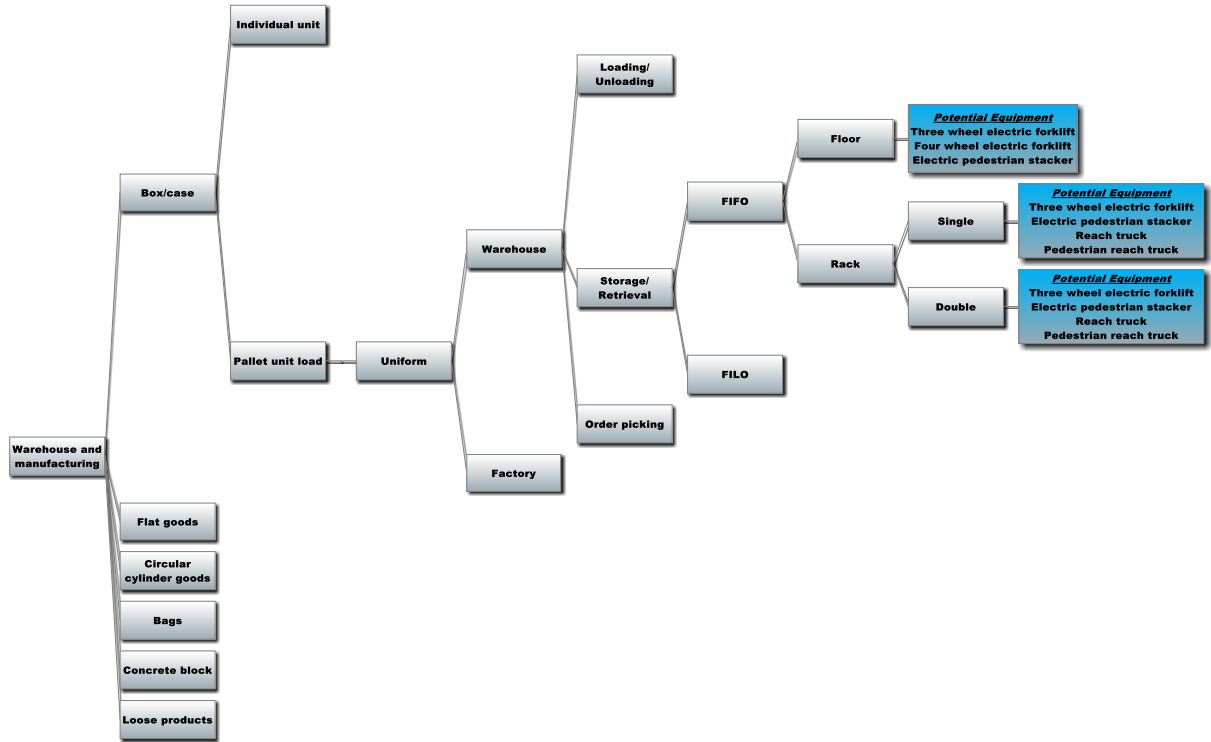 Individual unit
Loading/
Unloading
Potential Equipment
Three wheel electric forklift
Four wheel electric forklift
Electric pedestrian stacker
Floor
Box/case
FIFO
Single
Potential Equipment
Three wheel electric forklift
Electric pedestrian stacker
Reach truck
Pedestrian reach truck
Warehouse
Rack
Storage/
Retrieval
Double
Potential Equipment
Three wheel electric forklift
Electric pedestrian stacker
Reach truck
Pedestrian reach truck
Pallet unit load
Uniform
FILO
Order picking
Warehouse and
manufacturing
Factory
Flat goods
Circular
cylinder goods
Bags
Concrete block
Loose products